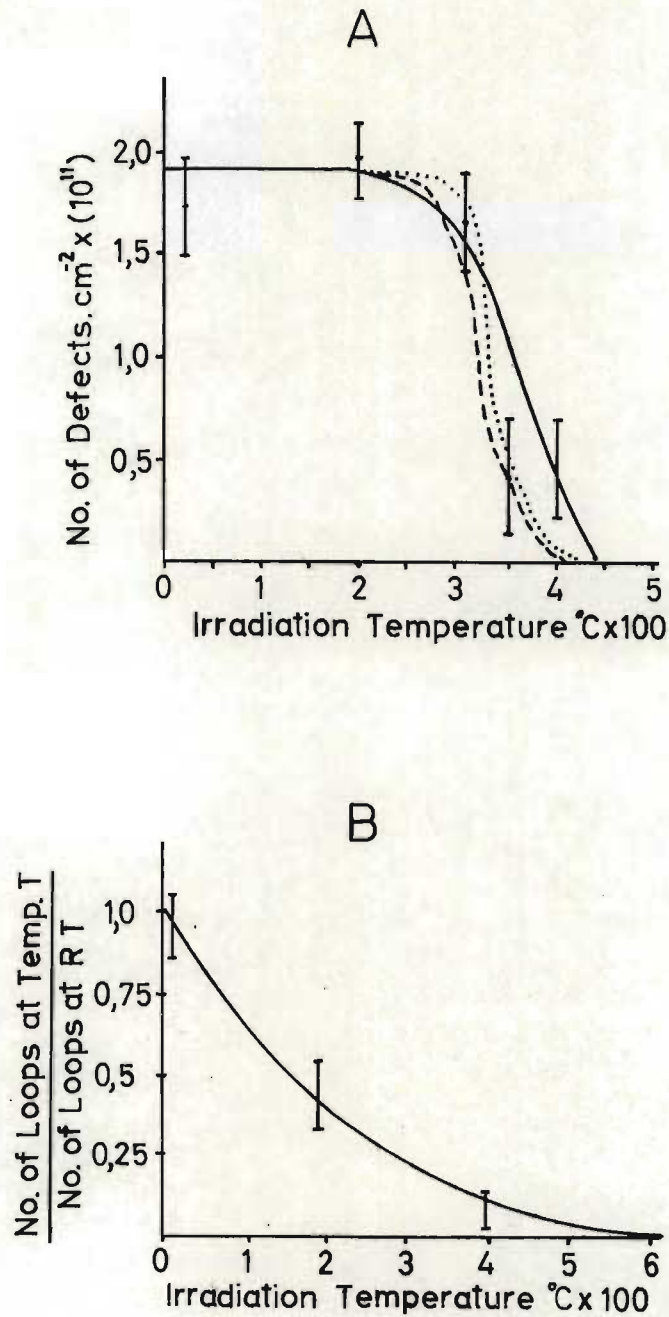 A
No. of Defects. cm⁻² x (10¹¹)
2,0
1,5
1,0
0,5
0 1 2 3 4 5
Irradiation Temperature °Cx100
B
No. of Loops at Temp. T
No. of Loops at R T
1,0
0,75
0,5
0,25
0 1 2 3 4 5 6
Irradiation Temperature °Cx100